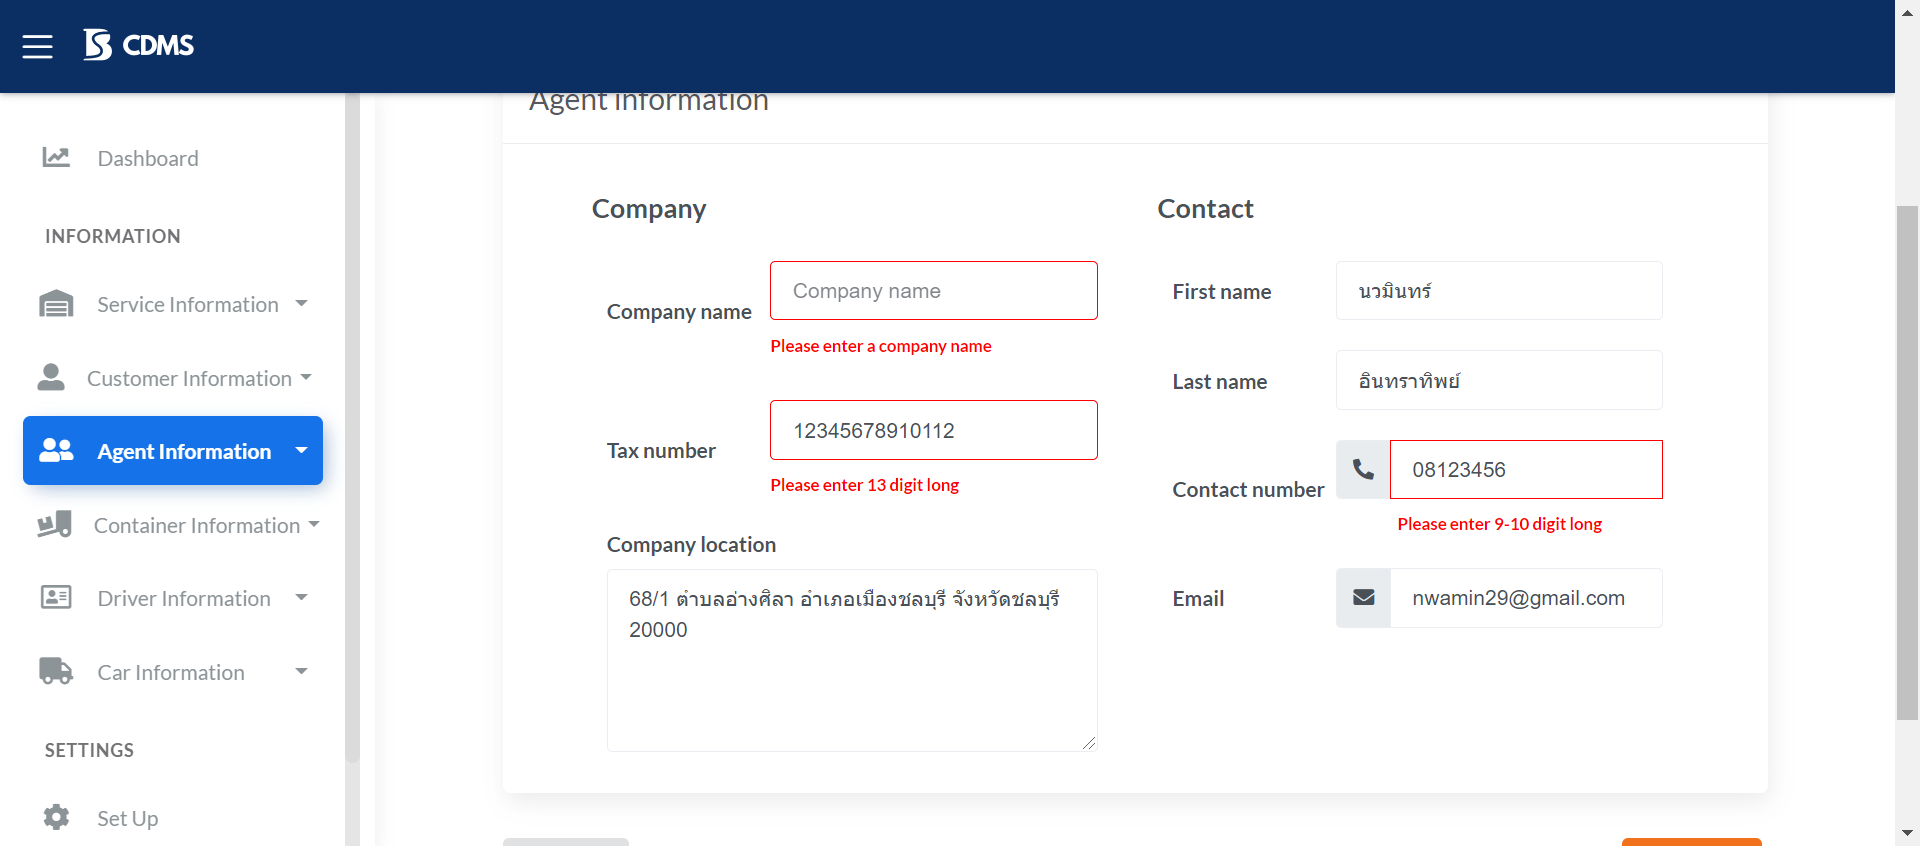 CDMS
Agent information
Dashboard
INFORMATION
Service Information
Customer Information
Agent Information
Container Information
Driver Information
Car Information
SETTINGS
Set Up
Company
Company name
Company name
Please enter a company name
Tax number
12345678910112
Please enter 13 digit long
Company location
68/1 ตำบลอ่างศิลา อำเภอเมืองชลบุรี จังหวัดชลบุรี
20000
Contact
First name
นวมินทร์
Last name
อินทราทิพย์
Contact number
08123456
Please enter 9-10 digit long
Email
nwamin29@gmail.com